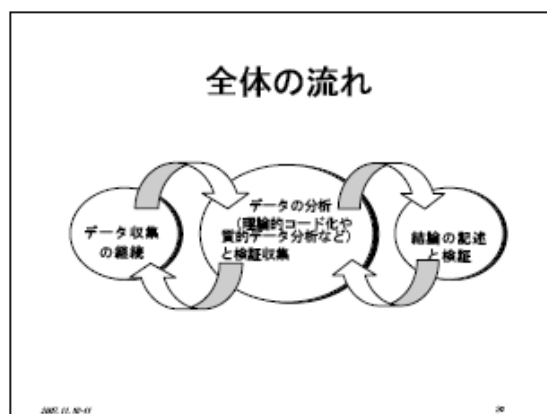 全体の流れ
データ収集
の継続
データの分析
（理論的コード化や
質的データ分析など）
と検証収集
結論の記述
と検証